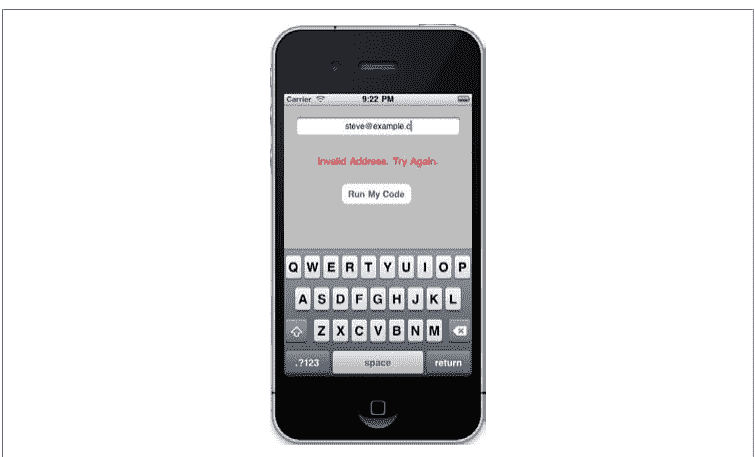 Carrier 9:22 PM
steve@example.c
Invalid Address. Try Again.
Run My Code
Q W E R T Y U I O P
A S D F G H J K L
Z X C V B N M
.?123 space return